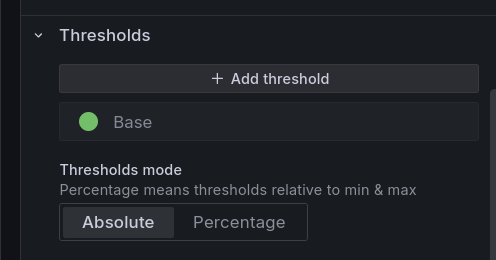 Thresholds
+ Add threshold
Base
Thresholds mode
Percentage means thresholds relative to min & max
Absolute Percentage